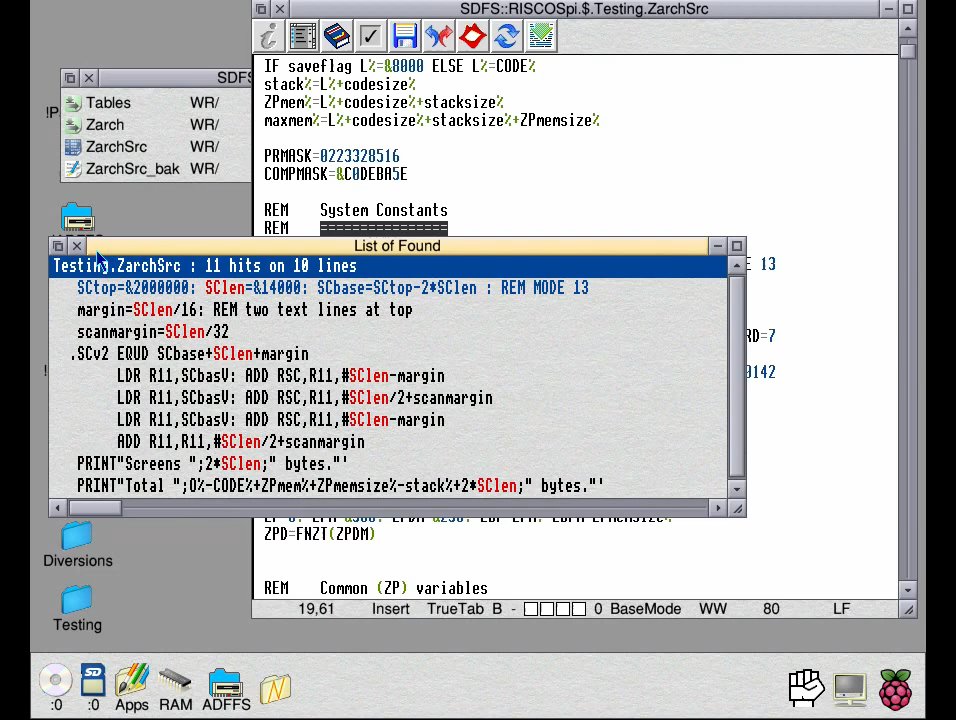 SDFS::RISCOSpi.$.Testing.ZarchSrc
IF saveflag L%=&8000 ELSE L%=CODE%
stack%=L%+codesize%
ZPmem%=L%+codesize%+stacksize%
maxmem%=L%+codesize%+stacksize%+ZPmemsize%
PRMASK=0223328516
COMPMASK=&C0DEBA5E
REM System Constants
REM ================
SDFS
Tables WR/
Zarch WR/
ZarchSrc WR/
ZarchSrc_bak WR/
!P
List of Found
Testing.ZarchSrc : 11 hits on 10 lines
SCtop=&2000000: SClen=&14000: SCbase=SCtop-2*SClen : REM MODE 13
margin=SClen/16: REM two text lines at top
scanmargin=SClen/32
.SCv2 EQUD SCbase+SClen+margin
LDR R11,SCbasV: ADD RSC,R11,#SClen-margin
LDR R11,SCbasV: ADD RSC,R11,#SClen/2+scanmargin
LDR R11,SCbasV: ADD RSC,R11,#SClen-margin
ADD R11,R11,#SClen/2+scanmargin
PRINT"Screens ";2*SClen;" bytes."'
PRINT"Total ";O%-CODE%+ZPmem%+ZPmemsize%-stack%+2*SClen;" bytes."'
E 13
RD=7
0142
ZPD=FNZT(ZPDM)
REM Common (ZP) variables
19,61 Insert TrueTab B - 0 BaseMode WW 80 LF
Diversions
Testing
:0 :0 Apps RAM ADFFS
SD